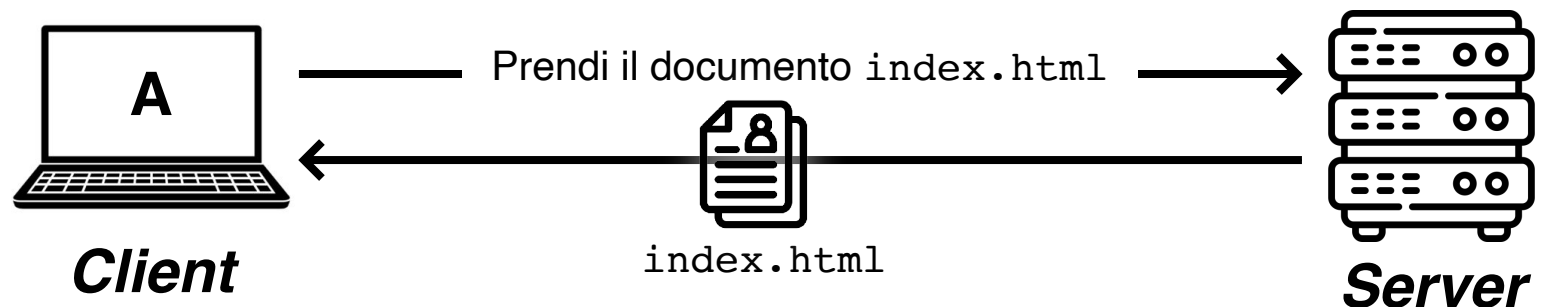 A
Prendi il documento index.html
index.html
Client
Server